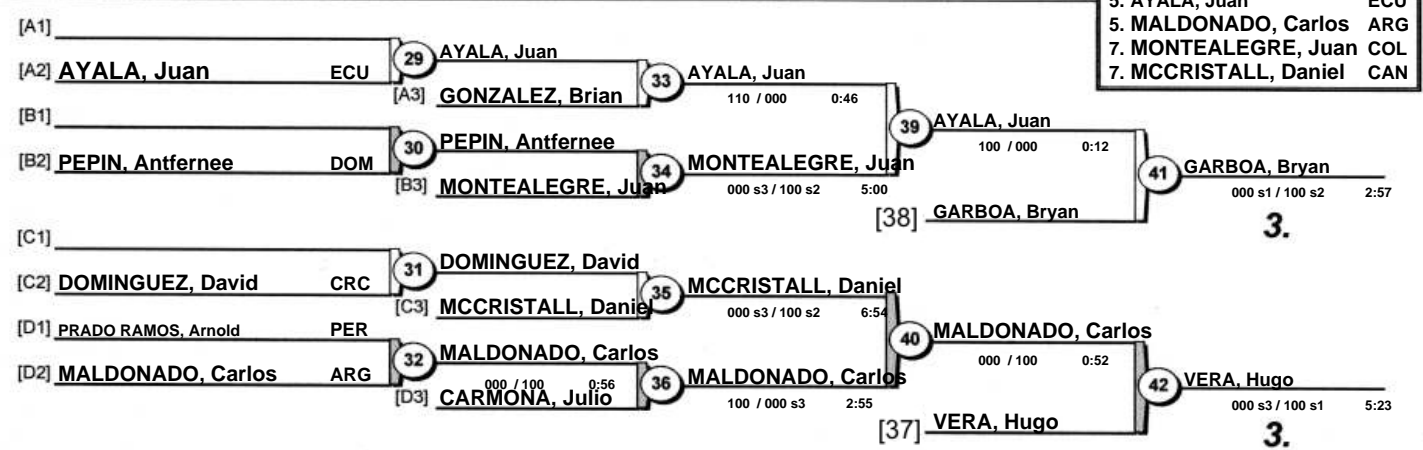 5. AYALA, Juan ECU
5. MALDONADO, Carlos ARG
7. MONTEALEGRE, Juan COL
7. MCCRISTALL, Daniel CAN
[A1]
[A2] AYALA, Juan ECU
29
AYALA, Juan
[A3] GONZALEZ, Brian
33
AYALA, Juan
110 / 000 0:46
[B1]
[B2] PEPIN, Antfernee DOM
30
PEPIN, Antfernee
[B3] MONTEALEGRE, Juan
34
MONTEALEGRE, Juan
000 s3 / 100 s2 5:00
39
AYALA, Juan
100 / 000 0:12
[38] GARBOA, Bryan
41
GARBOA, Bryan
000 s1 / 100 s2 2:57
3.
[C1]
[C2] DOMINGUEZ, David CRC
31
DOMINGUEZ, David
[C3] MCCRISTALL, Daniel
35
MCCRISTALL, Daniel
000 s3 / 100 s2 6:54
[D1] PRADO RAMOS, Arnold PER
[D2] MALDONADO, Carlos ARG
32
MALDONADO, Carlos
000 / 100 0:56
[D3] CARMONA, Julio
36
MALDONADO, Carlos
100 / 000 s3 2:55
40
MALDONADO, Carlos
000 / 100 0:52
[37] VERA, Hugo
42
VERA, Hugo
000 s3 / 100 s1 5:23
3.